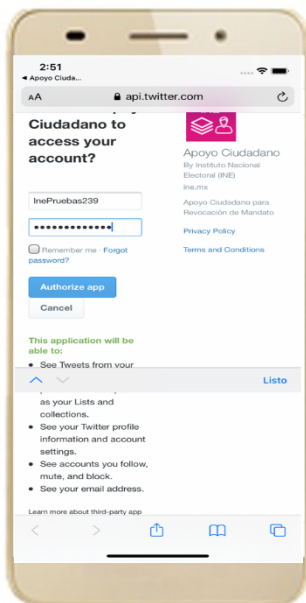 2:51
◀ Apoyo Ciuda...
AA
api.twitter.com
Ciudadano to
access your
account?
InePruebas239
Remember me · Forgot
password?
Authorize app
Cancel
This application will be
able to:
• See Tweets from your
as your Lists and
collections.
• See your Twitter profile
information and account
settings.
• See accounts you follow,
mute, and block.
• See your email address.
Learn more about third-party app
Apoyo Ciudadano
By Instituto Nacional
Electoral (INE)
ine.mx
Apoyo Ciudadano para
Revocación de Mandato
Privacy Policy
Terms and Conditions
Listo